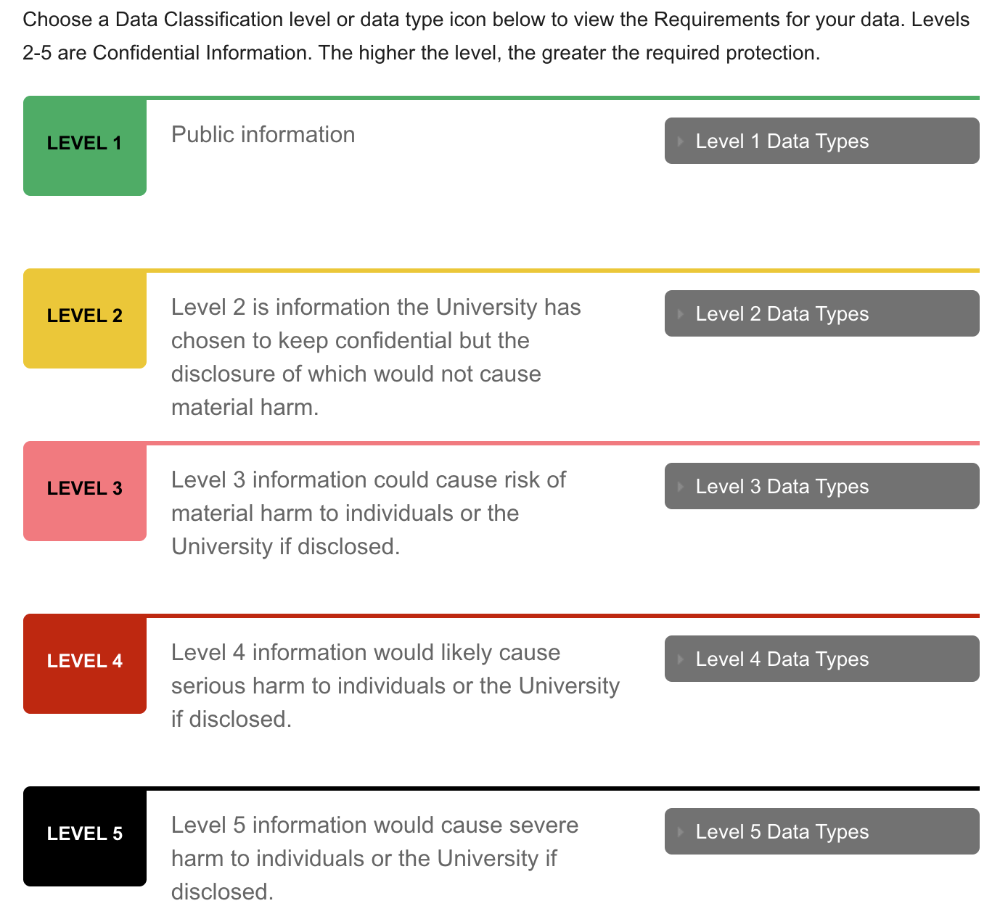 Choose a Data Classification level or data type icon below to view the Requirements for your data. Levels
2-5 are Confidential Information. The higher the level, the greater the required protection.
LEVEL 1
Public information
Level 1 Data Types
LEVEL 2
Level 2 is information the University has
chosen to keep confidential but the
disclosure of which would not cause
material harm.
Level 2 Data Types
LEVEL 3
Level 3 information could cause risk of
material harm to individuals or the
University if disclosed.
Level 3 Data Types
LEVEL 4
Level 4 information would likely cause
serious harm to individuals or the University
if disclosed.
Level 4 Data Types
LEVEL 5
Level 5 information would cause severe
harm to individuals or the University if
disclosed.
Level 5 Data Types